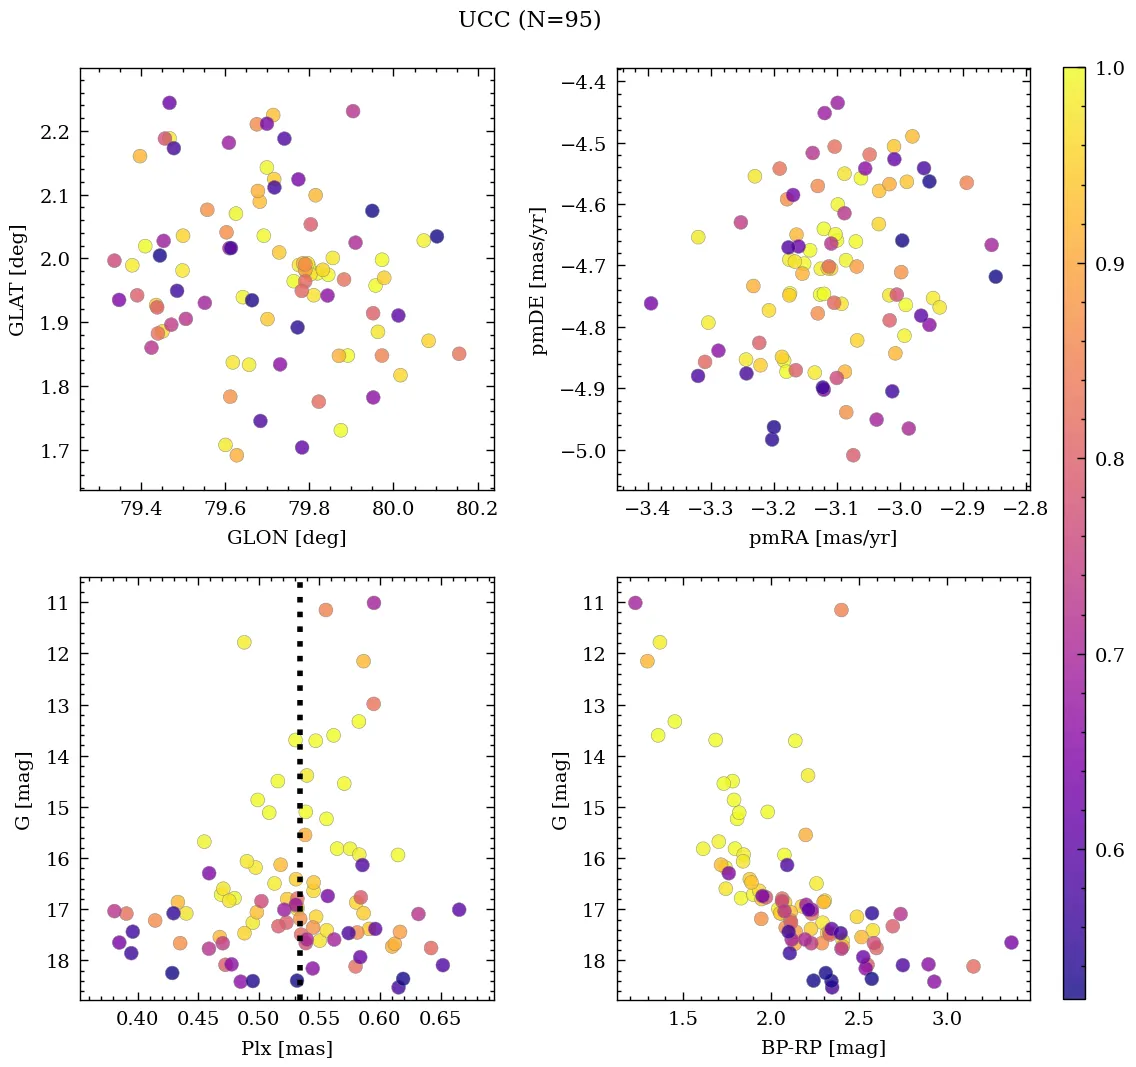 UCC (N=95)
2.2
2.1
2.0
1.9
1.8
1.7
GLAT [deg]
79.4 79.6 79.8 80.0 80.2
GLON [deg]
−4.4
−4.5
−4.6
−4.7
−4.8
−4.9
−5.0
pmDE [mas/yr]
−3.4 −3.3 −3.2 −3.1 −3.0 −2.9 −2.8
pmRA [mas/yr]
11
12
13
14
15
16
17
18
G [mag]
0.40 0.45 0.50 0.55 0.60 0.65
Plx [mas]
11
12
13
14
15
16
17
18
G [mag]
1.5 2.0 2.5 3.0
BP-RP [mag]
1.0
0.9
0.8
0.7
0.6